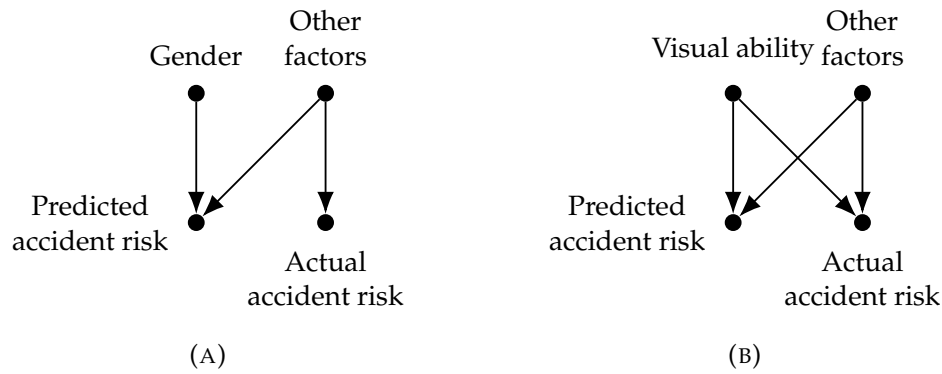 Gender
Other
factors
Predicted
accident risk
Actual
accident risk
(A)
Visual ability
Other
factors
Predicted
accident risk
Actual
accident risk
(B)